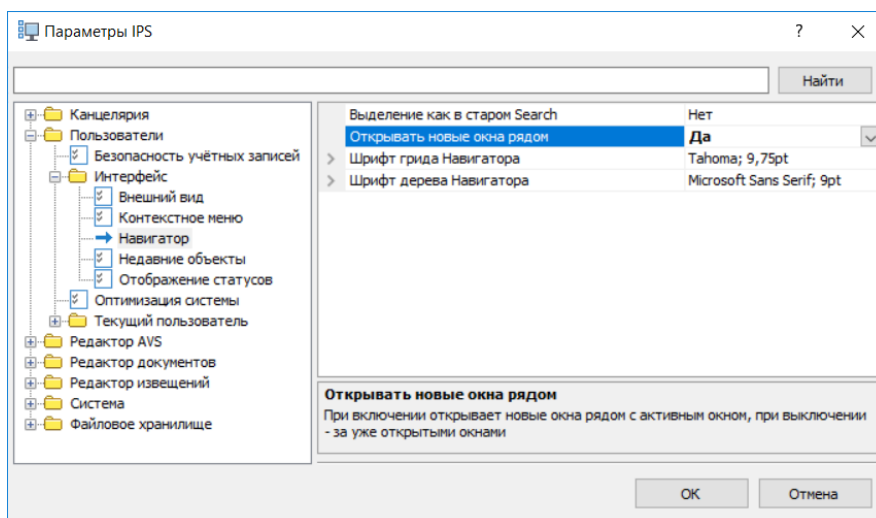 Параметры IPS
?
Найти
Канцелярия
Пользователи
Безопасность учётных записей
Интерфейс
Внешний вид
Контекстное меню
Навигатор
Недавние объекты
Отображение статусов
Оптимизация системы
Текущий пользователь
Редактор AVS
Редактор документов
Редактор извещений
Система
Файловое хранилище
Выделение как в старом Search Нет
Открывать новые окна рядом Да
Шрифт грида Навигатора Tahoma; 9,75pt
Шрифт дерева Навигатора Microsoft Sans Serif; 9pt
Открывать новые окна рядом
При включении открывает новые окна рядом с активным окном, при выключении
- за уже открытыми окнами
ОК Отмена